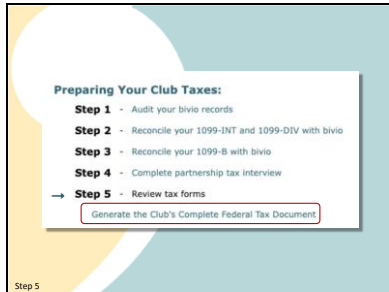 Preparing Your Club Taxes:
Step 1 - Audit your bivio records
Step 2 - Reconcile your 1099-INT and 1099-DIV with bivio
Step 3 - Reconcile your 1099-B with bivio
Step 4 - Complete partnership tax interview
→ Step 5 - Review tax forms
Generate the Club's Complete Federal Tax Document
Step 5